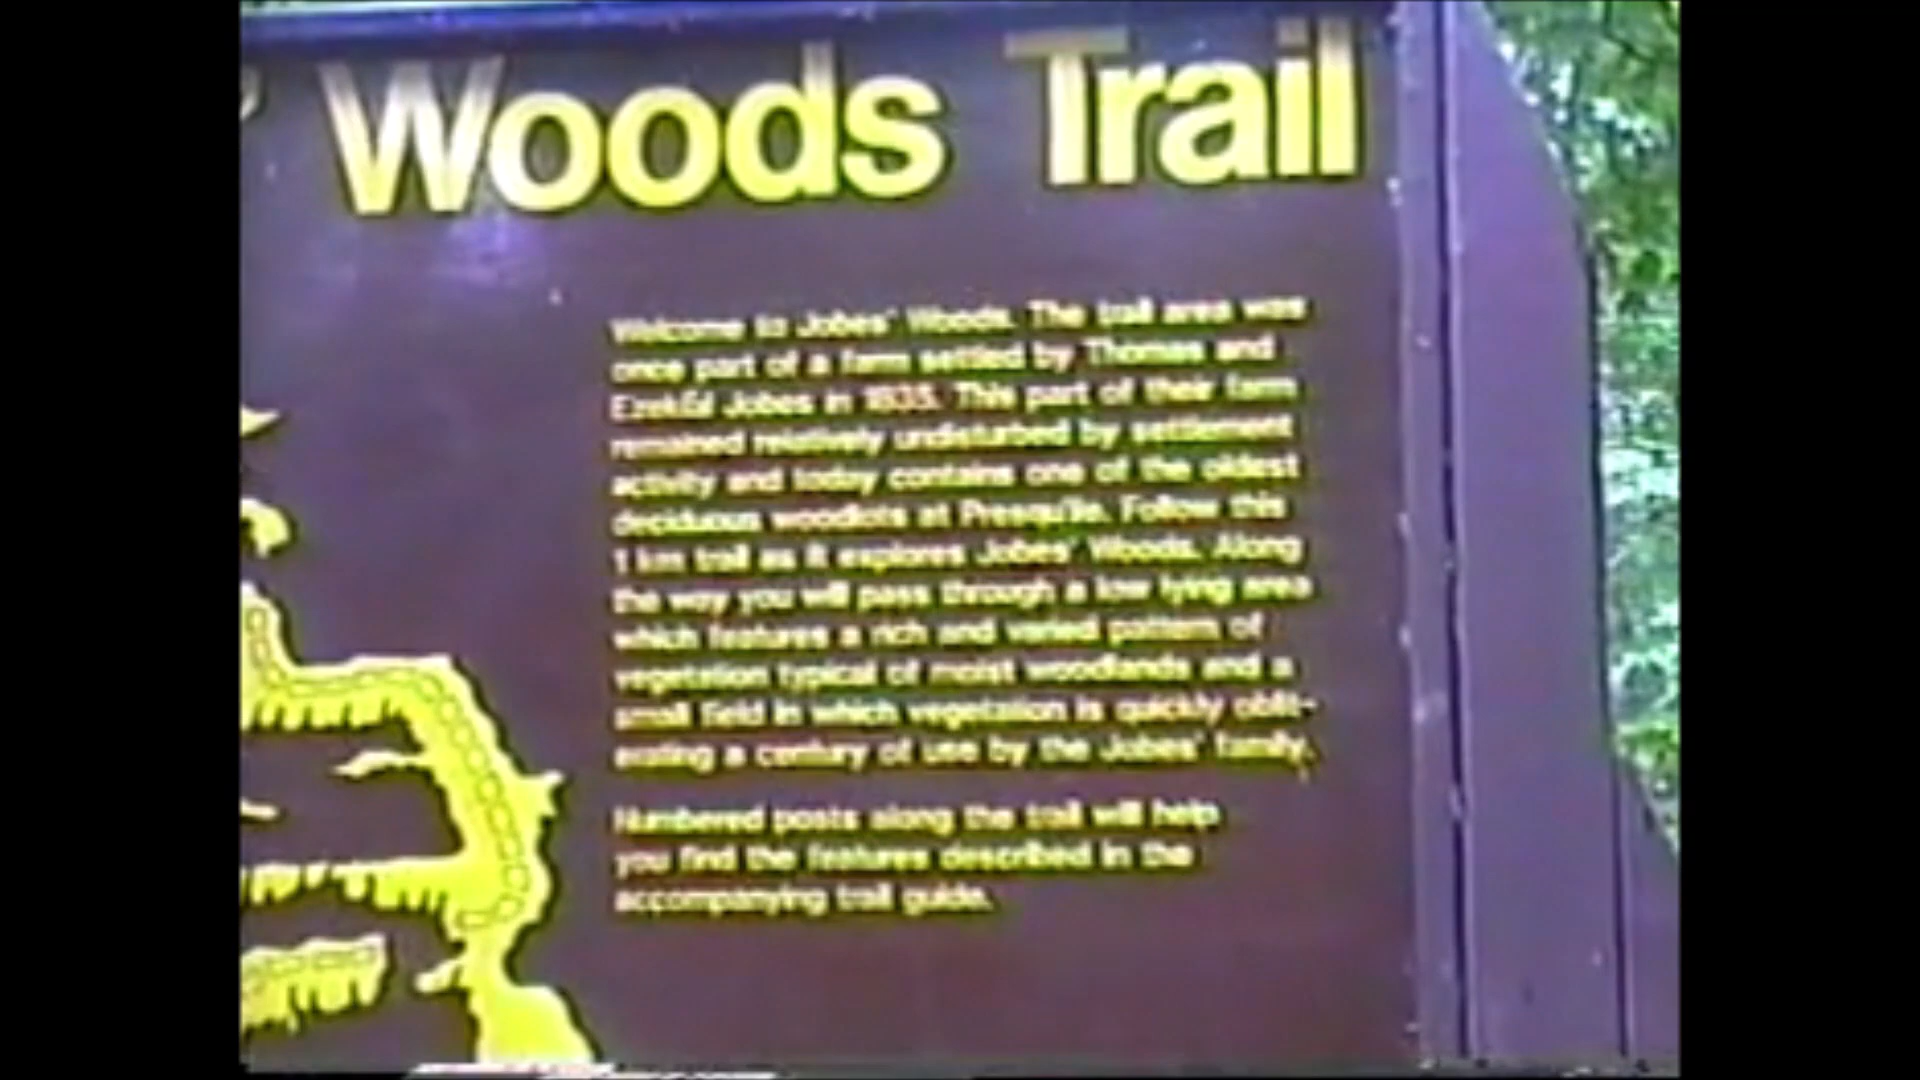 Woods Trail
Welcome to Jobes' Woods. The trail area was
once part of a farm settled by Thomas and
Ezekial Jobes in 1835. This part of their farm
remained relatively undisturbed by settlement
activity and today contains one of the oldest
deciduous woodlots at Presqu'ile. Follow this
1 km trail as it explores Jobes' Woods. Along
the way you will pass through a low lying area
which features a rich and varied pattern of
vegetation typical of moist woodlands and a
small field in which vegetation is quickly oblit-
erating a century of use by the Jobes' family.
Numbered posts along the trail will help
you find the features described in the
accompanying trail guide.